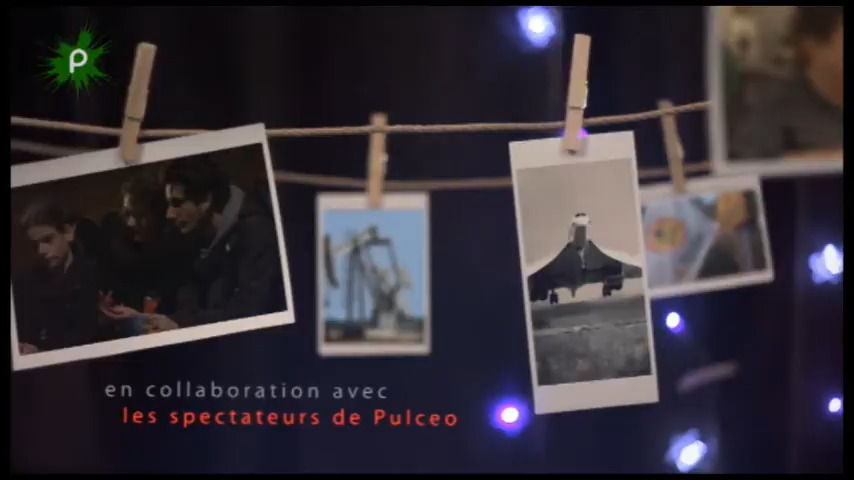 ρ
en collaboration avec
les spectateurs de Pulceo